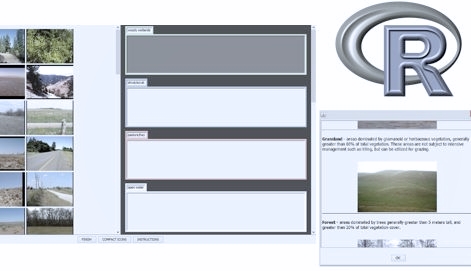 woody wetlands
shrub/scrub
pasture/hay
open water
FINISH
COMPACT ICONS
INSTRUCTIONS
R
Grassland - areas dominated by gramanoid or herbaceous vegetation, generally
greater than 80% of total vegetation. These areas are not subject to intensive
management such as tilling, but can be utilized for grazing.
Forest - areas dominated by trees generally greater than 5 meters tall, and
greater than 20% of total vegetation cover.
OK